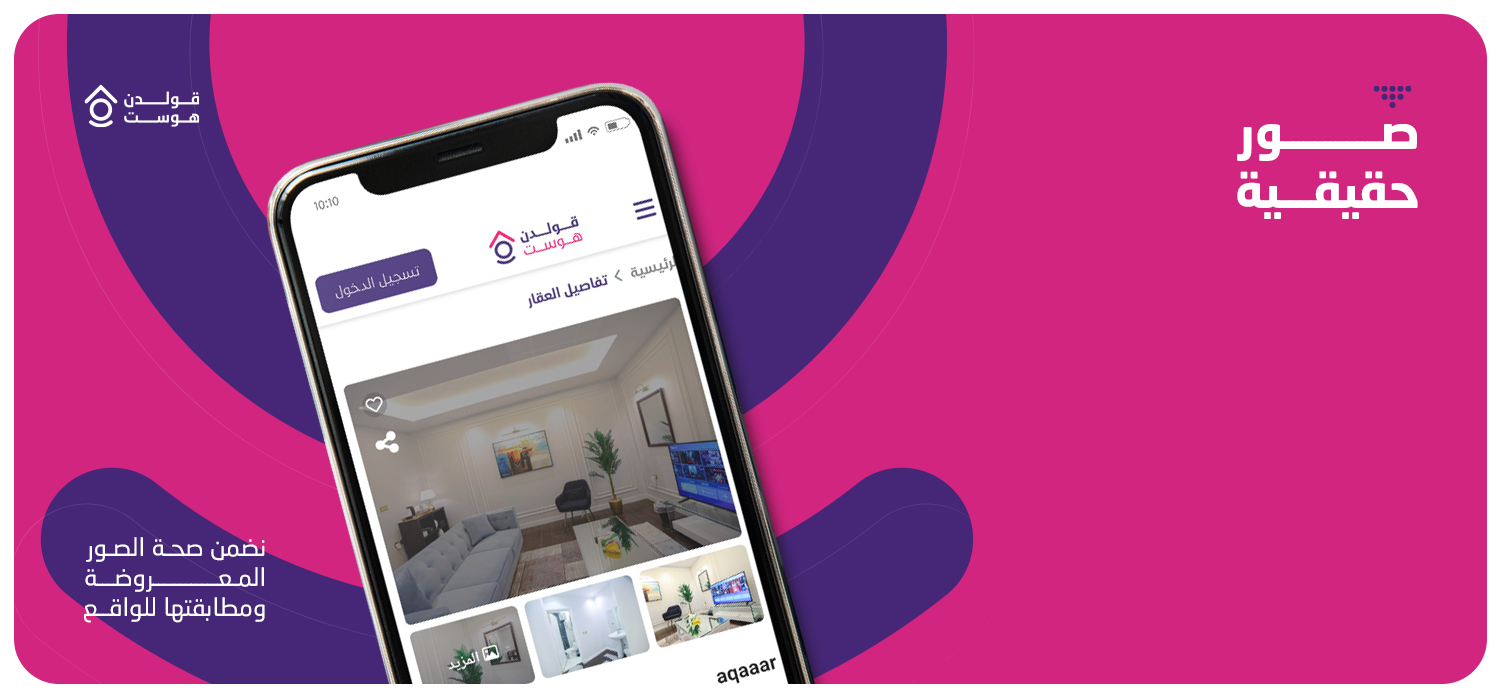 صور
حقيقية
قولدن
هوست
10:10
قولدن
هوست
تسجيل الدخول
الرئيسية > تفاصيل العقار
المزيد
aqaaar
نضمن صحة الصور
المعروضة
ومطابقتها للواقع